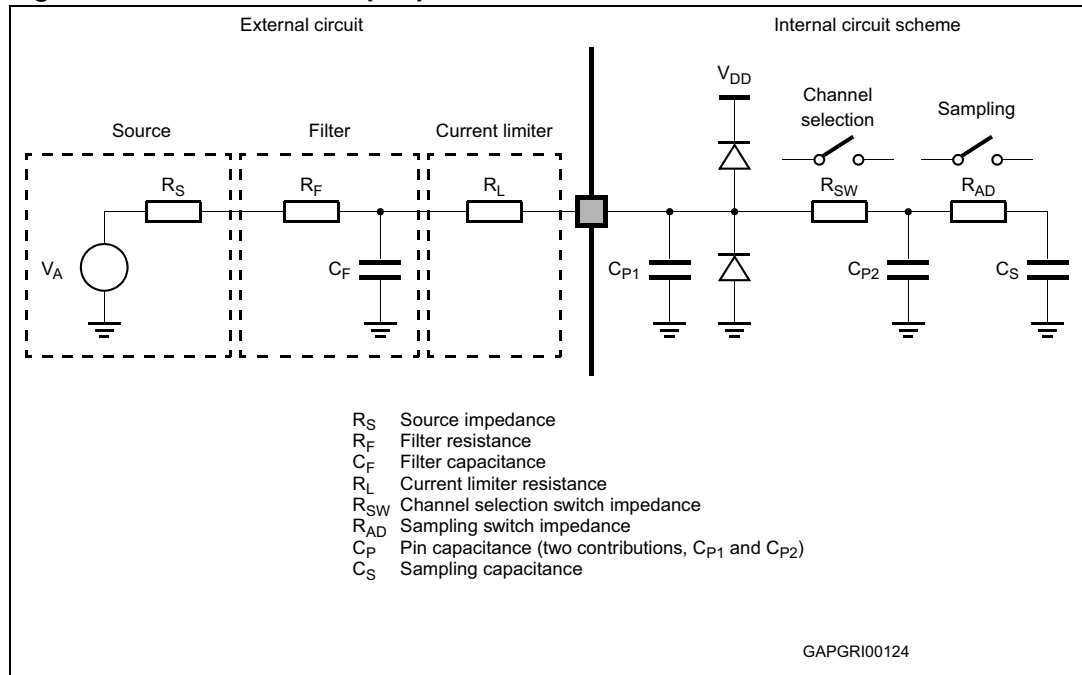 External circuit
Internal circuit scheme
VDD
Channel
selection
Sampling
Source
Filter
Current limiter
RS
RF
RL
RSW
RAD
VA
CF
CP1
CP2
CS
RS Source impedance
RF Filter resistance
CF Filter capacitance
RL Current limiter resistance
RSW Channel selection switch impedance
RAD Sampling switch impedance
CP Pin capacitance (two contributions, CP1 and CP2)
CS Sampling capacitance
GAPGRI00124